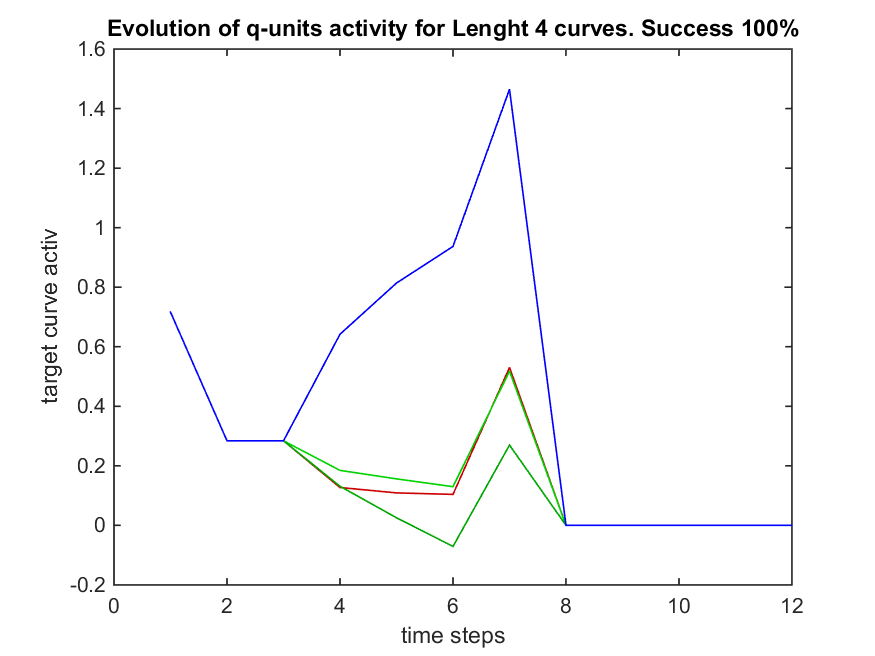 Evolution of q-units activity for Lenght 4 curves. Success 100%
1.6
1.4
1.2
1
0.8
0.6
0.4
0.2
0
-0.2
target curve activ
0 2 4 6 8 10 12
time steps